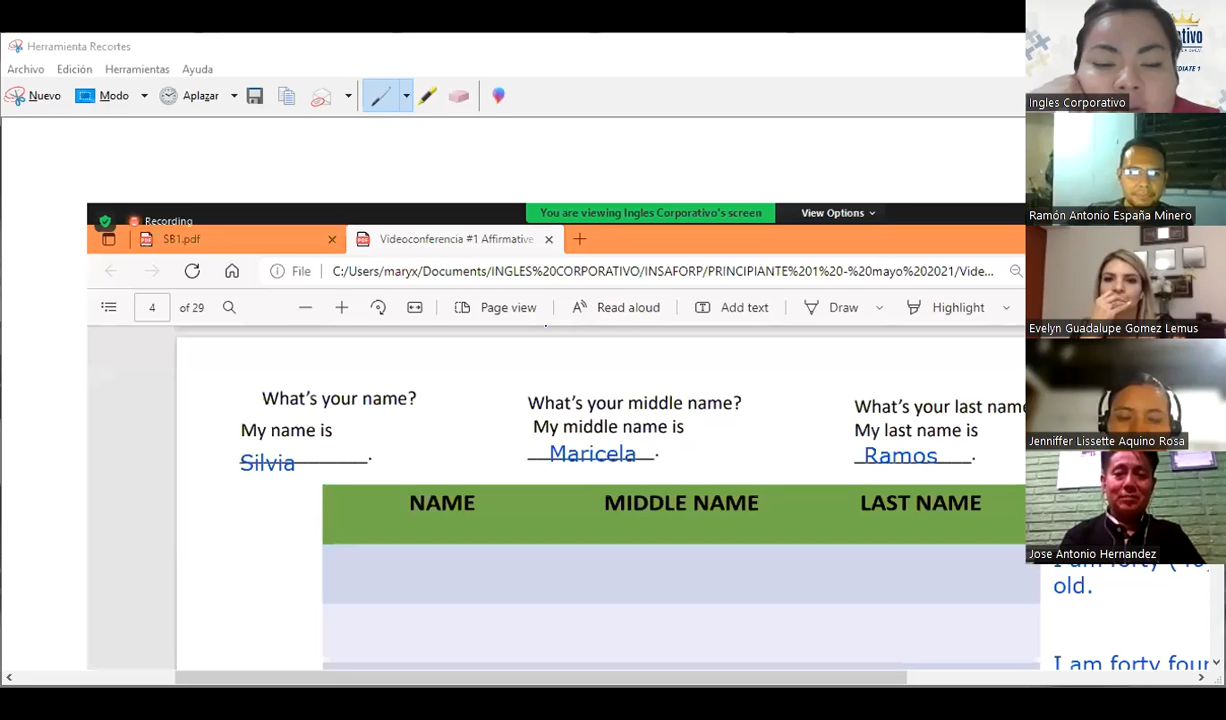 Herramienta Recortes
Archivo Edición Herramientas Ayuda
Nuevo Modo Aplazar
Recording
You are viewing Ingles Corporativo's screen
View Options
SB1.pdf
Videoconferencia #1 Affirmative
File C:/Users/maryx/Documents/INGLES%20CORPORATIVO/INSAFORP/PRINCIPIANTE%201%20-%20mayo%202021/Vide...
4 of 29 Page view Read aloud Add text Draw Highlight
What's your name?
My name is
Silvia___________.
What's your middle name?
My middle name is
Maricela.
What's your last name
My last name is
Ramos.
NAME MIDDLE NAME LAST NAME
old.
I am forty four
DIATE 1
Ingles Corporativo
Ramón Antonio España Minero
Evelyn Guadalupe Gomez Lemus
Jenniffer Lissette Aquino Rosa
Jose Antonio Hernandez